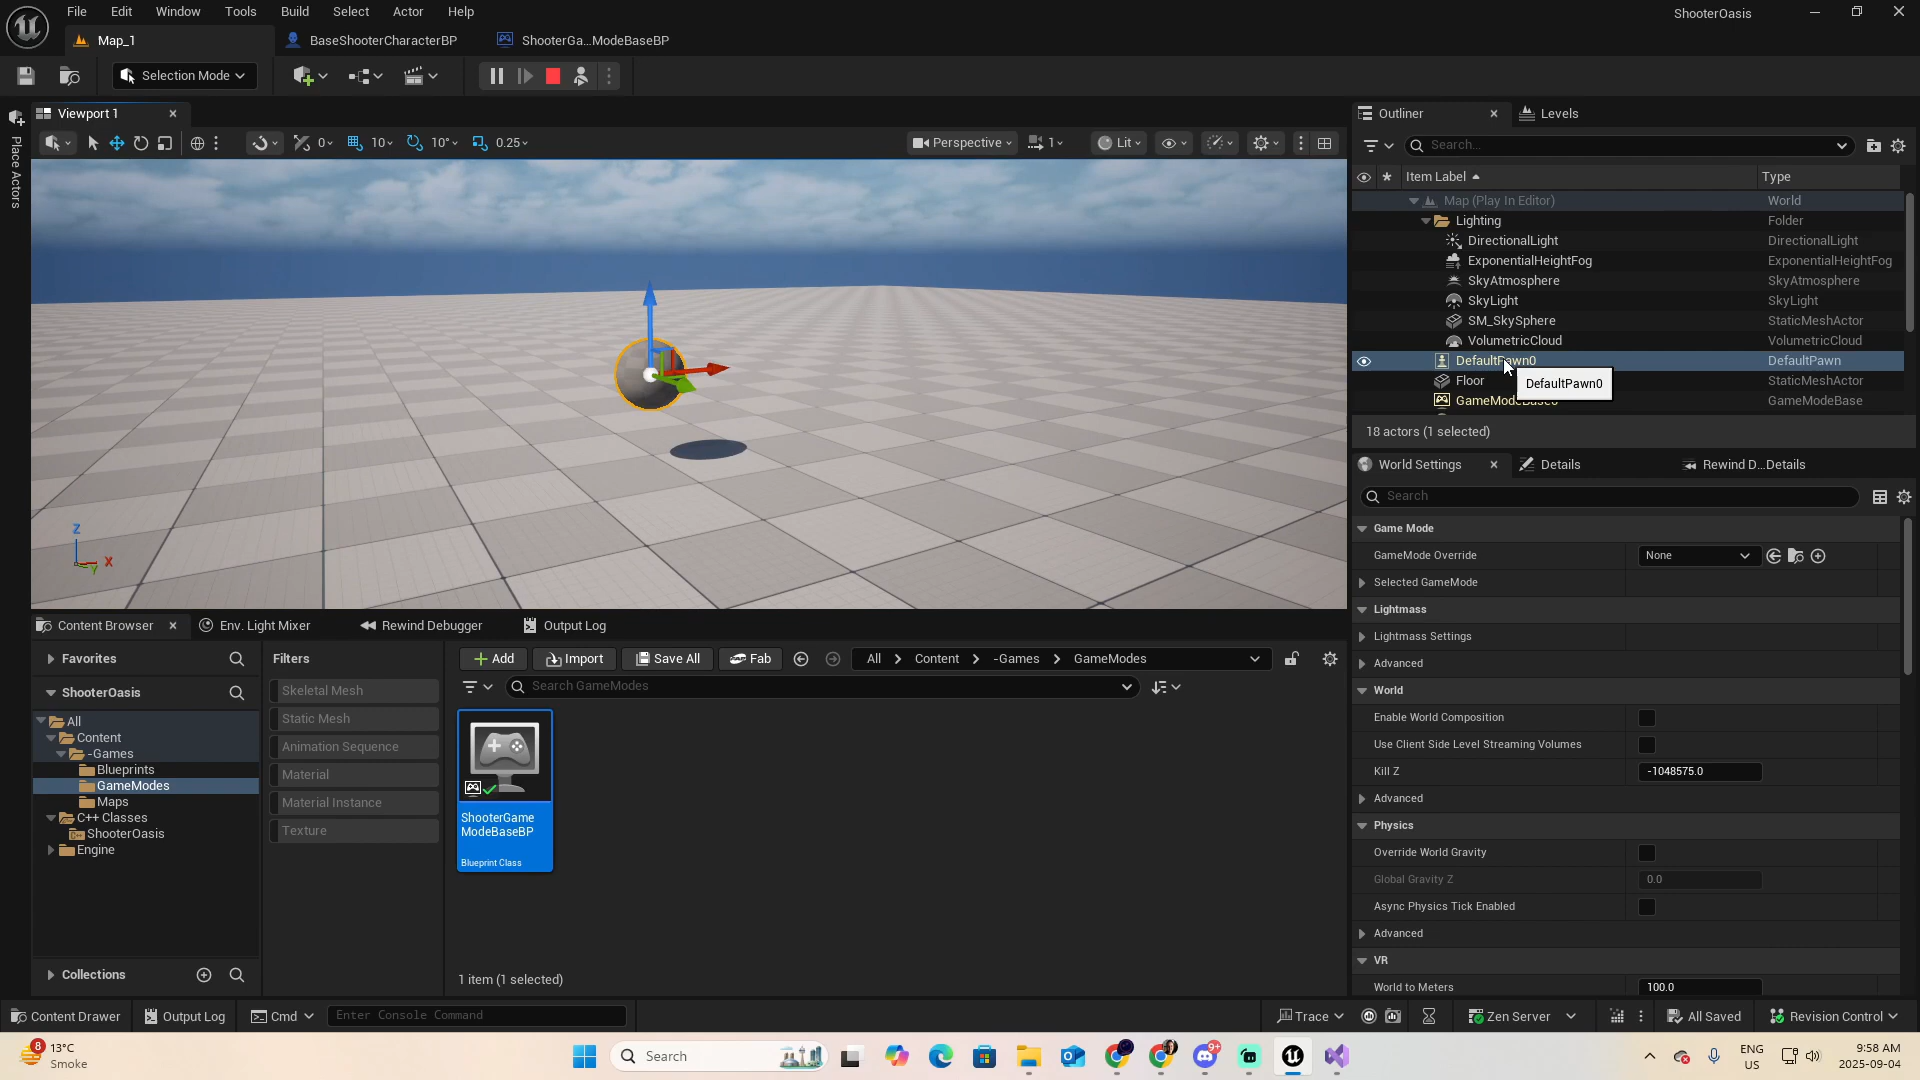 File Edit Window Tools Build Select Actor Help
ShooterOasis
Map_1
BaseShooterCharacterBP
ShooterGa...ModeBaseBP
Selection Mode
Place Actors
Viewport 1
0 10 10° 0.25
Perspective 1 Lit
Z
X
Y
Outliner
Levels
Search...
Item Label Type
Map (Play In Editor) World
Lighting Folder
DirectionalLight DirectionalLight
ExponentialHeightFog ExponentialHeightFog
SkyAtmosphere SkyAtmosphere
SkyLight SkyLight
SM_SkySphere StaticMeshActor
VolumetricCloud VolumetricCloud
DefaultPawn0 DefaultPawn
DefaultPawn0
Floor StaticMeshActor
GameModeBase0 GameModeBase
18 actors (1 selected)
World Settings
Details
Rewind D...Details
Search
Game Mode
GameMode Override None
Selected GameMode
Lightmass
Lightmass Settings
Advanced
World
Enable World Composition
Use Client Side Level Streaming Volumes
Kill Z -1048575.0
Advanced
Physics
Override World Gravity
Global Gravity Z 0.0
Async Physics Tick Enabled
Advanced
VR
World to Meters 100.0
Content Browser
Env. Light Mixer
Rewind Debugger
Output Log
Favorites
ShooterOasis
All
Content
-Games
Blueprints
GameModes
Maps
C++ Classes
ShooterOasis
Engine
Collections
Filters
Skeletal Mesh
Static Mesh
Animation Sequence
Material
Material Instance
Texture
Add Import Save All Fab All Content -Games GameModes
Search GameModes
ShooterGame
ModeBaseBP
Blueprint Class
1 item (1 selected)
Content Drawer Output Log Cmd Enter Console Command Trace Zen Server All Saved Revision Control
8
13°C
Smoke
Search
9+
ENG
US
9:58 AM
2025-09-04